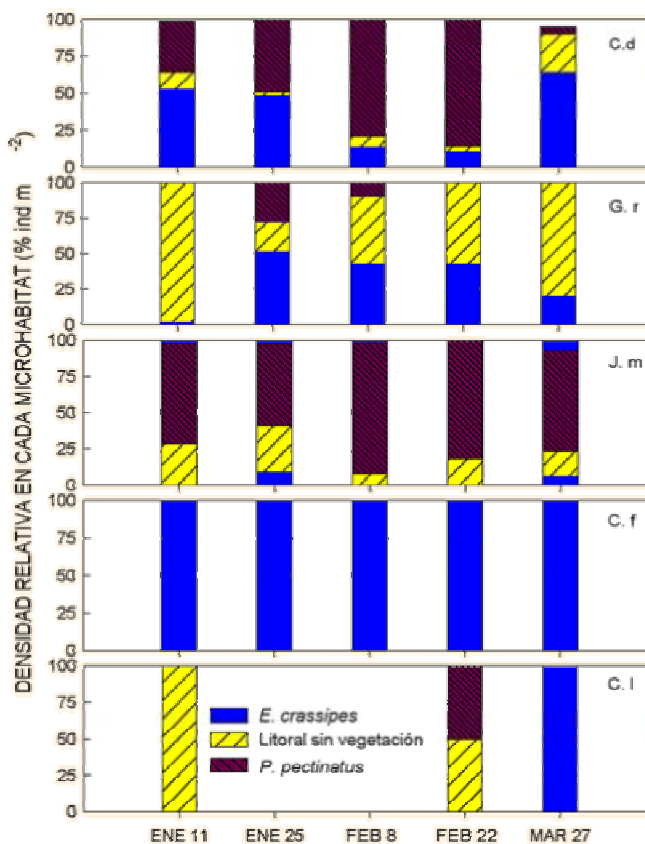 DENSIDAD RELATIVA EN CADA MICROHABITAT (% ind m -2)
100
75
50
25
0
C.d
100
75
50
25
0
G. r
100
75
50
25
0
J. m
100
75
50
25
0
C. f
100
75
50
25
0
C. l
E. crassipes
Litoral sin vegetación
P. pectinatus
ENE 11 ENE 25 FEB 8 FEB 22 MAR 27